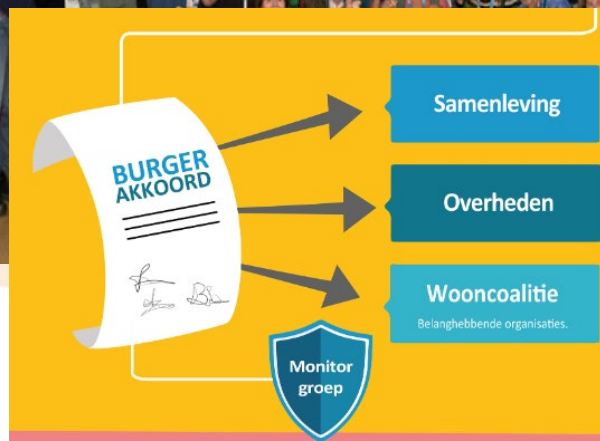 BURGER
AKKOORD
Samenleving
Overheden
Wooncoalitie
Belanghebbende organisaties.
Monitor
groep